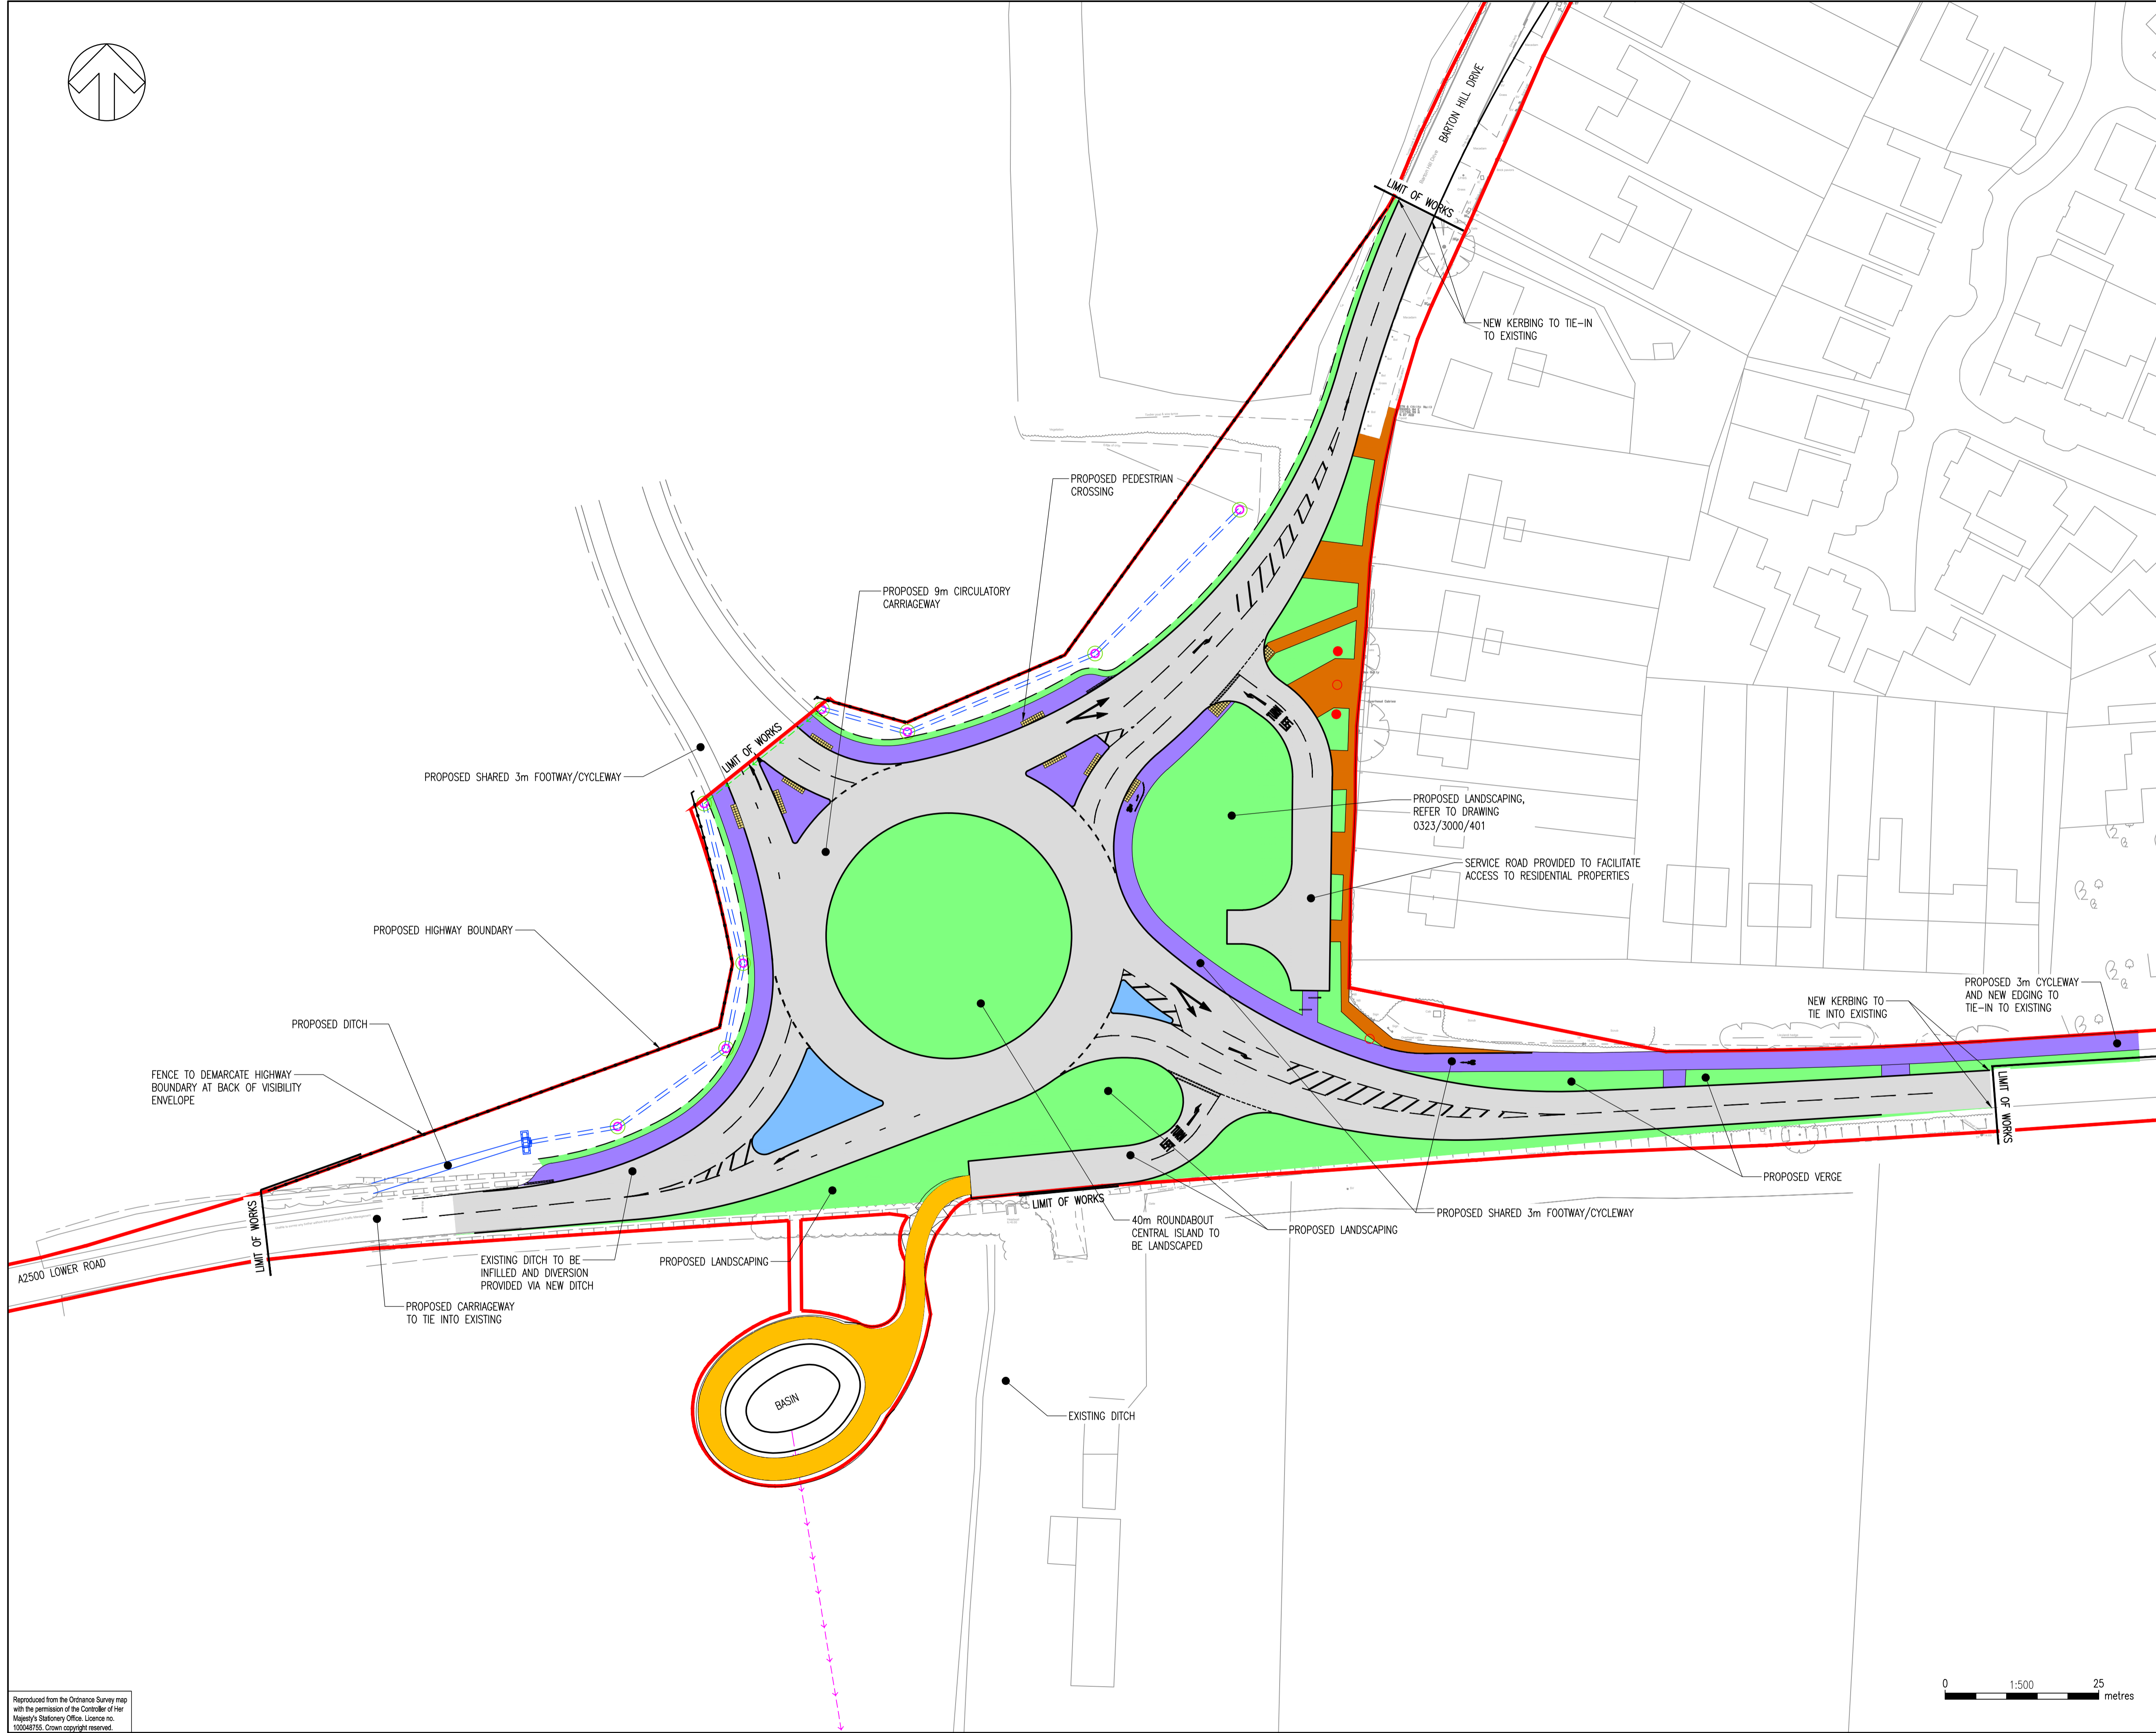 BARTON HILL DRIVE
Barton Hill Drive
LIMIT OF WORKS
NEW KERBING TO TIE-IN
TO EXISTING
PROPOSED PEDESTRIAN
CROSSING
PROPOSED 9m CIRCULATORY
CARRIAGEWAY
LIMIT OF WORKS
PROPOSED SHARED 3m FOOTWAY/CYCLEWAY
TURN
LEFT
PROPOSED LANDSCAPING,
REFER TO DRAWING
0323/3000/401
SERVICE ROAD PROVIDED TO FACILITATE
ACCESS TO RESIDENTIAL PROPERTIES
PROPOSED HIGHWAY BOUNDARY
PROPOSED 3m CYCLEWAY
AND NEW EDGING TO
TIE-IN TO EXISTING
NEW KERBING TO
TIE INTO EXISTING
PROPOSED DITCH
FENCE TO DEMARCATE HIGHWAY
BOUNDARY AT BACK OF VISIBILITY
ENVELOPE
LIMIT OF WORKS
TURN
LEFT
PROPOSED VERGE
LIMIT OF WORKS
LIMIT OF WORKS
PROPOSED SHARED 3m FOOTWAY/CYCLEWAY
40m ROUNDABOUT
CENTRAL ISLAND TO
BE LANDSCAPED
PROPOSED LANDSCAPING
A2500 LOWER ROAD
EXISTING DITCH TO BE
INFILLED AND DIVERSION
PROVIDED VIA NEW DITCH
PROPOSED LANDSCAPING
PROPOSED CARRIAGEWAY
TO TIE INTO EXISTING
BASIN
EXISTING DITCH
0 1:500 25
metres
Reproduced from the Ordnance Survey map
with the permission of the Controller of Her
Majesty's Stationery Office. Licence no.
100048755. Crown copyright reserved.